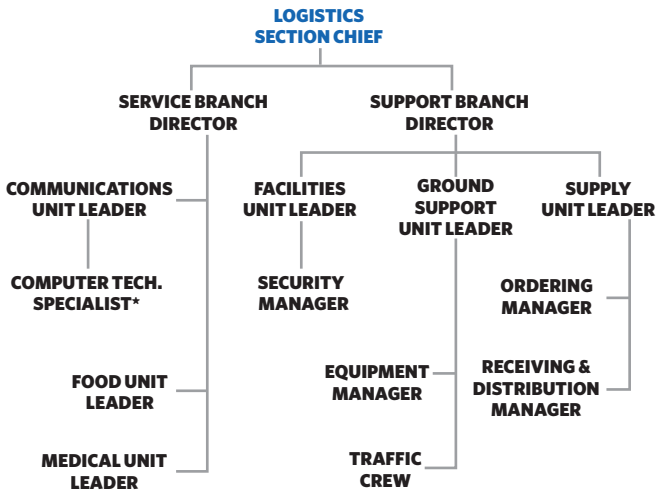 LOGISTICS
SECTION CHIEF
SERVICE BRANCH
DIRECTOR
SUPPORT BRANCH
DIRECTOR
COMMUNICATIONS
UNIT LEADER
FACILITIES
UNIT LEADER
GROUND
SUPPORT
UNIT LEADER
SUPPLY
UNIT LEADER
COMPUTER TECH.
SPECIALIST*
SECURITY
MANAGER
ORDERING
MANAGER
FOOD UNIT
LEADER
EQUIPMENT
MANAGER
RECEIVING &
DISTRIBUTION
MANAGER
MEDICAL UNIT
LEADER
TRAFFIC
CREW